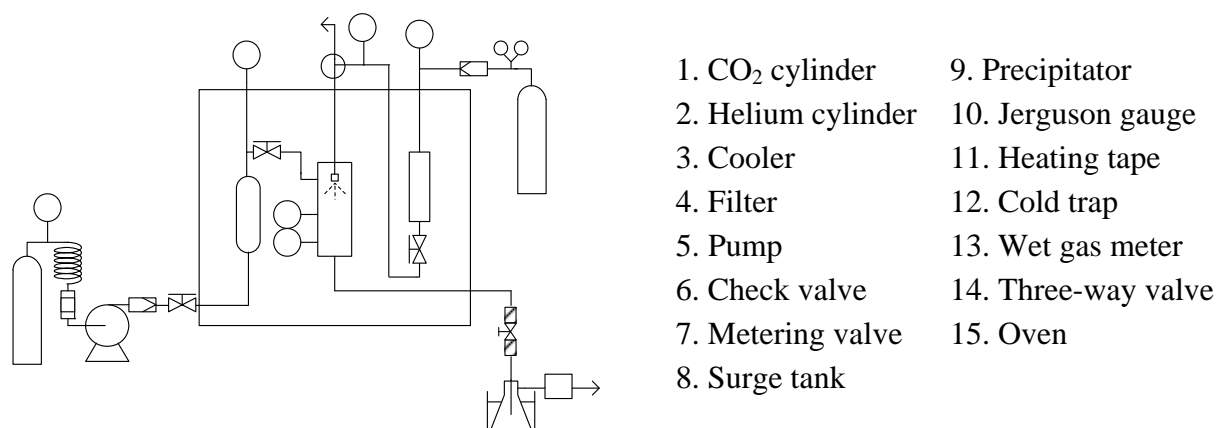 1. CO₂ cylinder
2. Helium cylinder
3. Cooler
4. Filter
5. Pump
6. Check valve
7. Metering valve
8. Surge tank
9. Precipitator
10. Jerguson gauge
11. Heating tape
12. Cold trap
13. Wet gas meter
14. Three-way valve
15. Oven